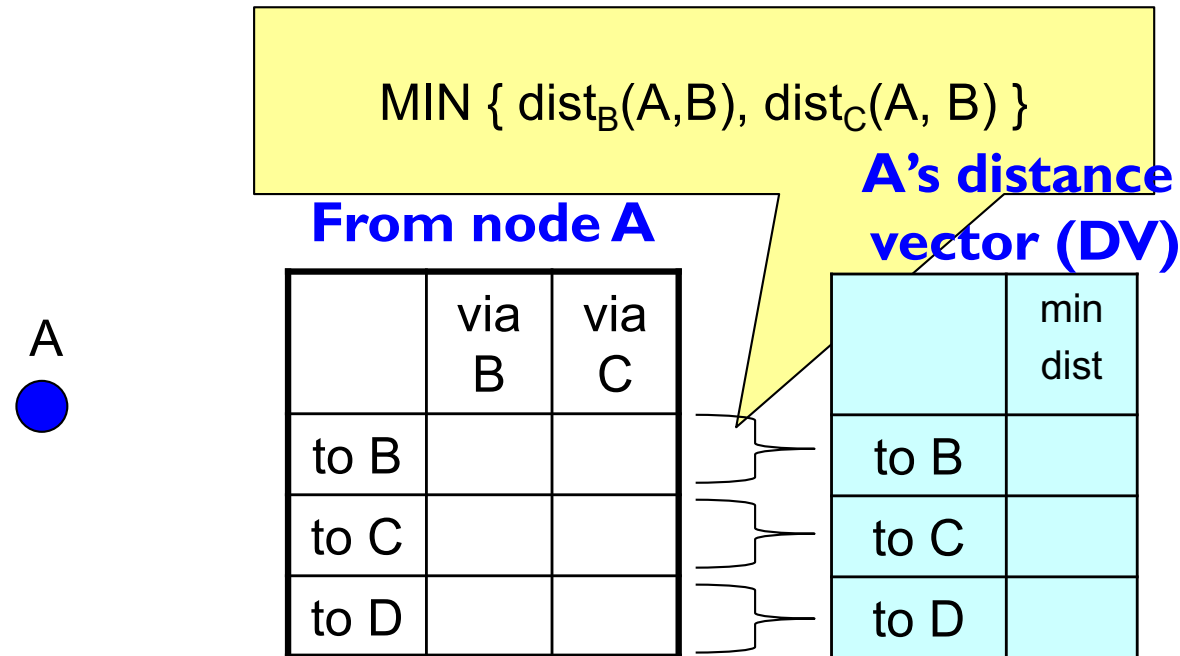 MIN { dist_B(A,B), dist_C(A, B) }
A’s distance
vector (DV)
From node A
A
via B
via C
to B
to C
to D
min dist
to B
to C
to D